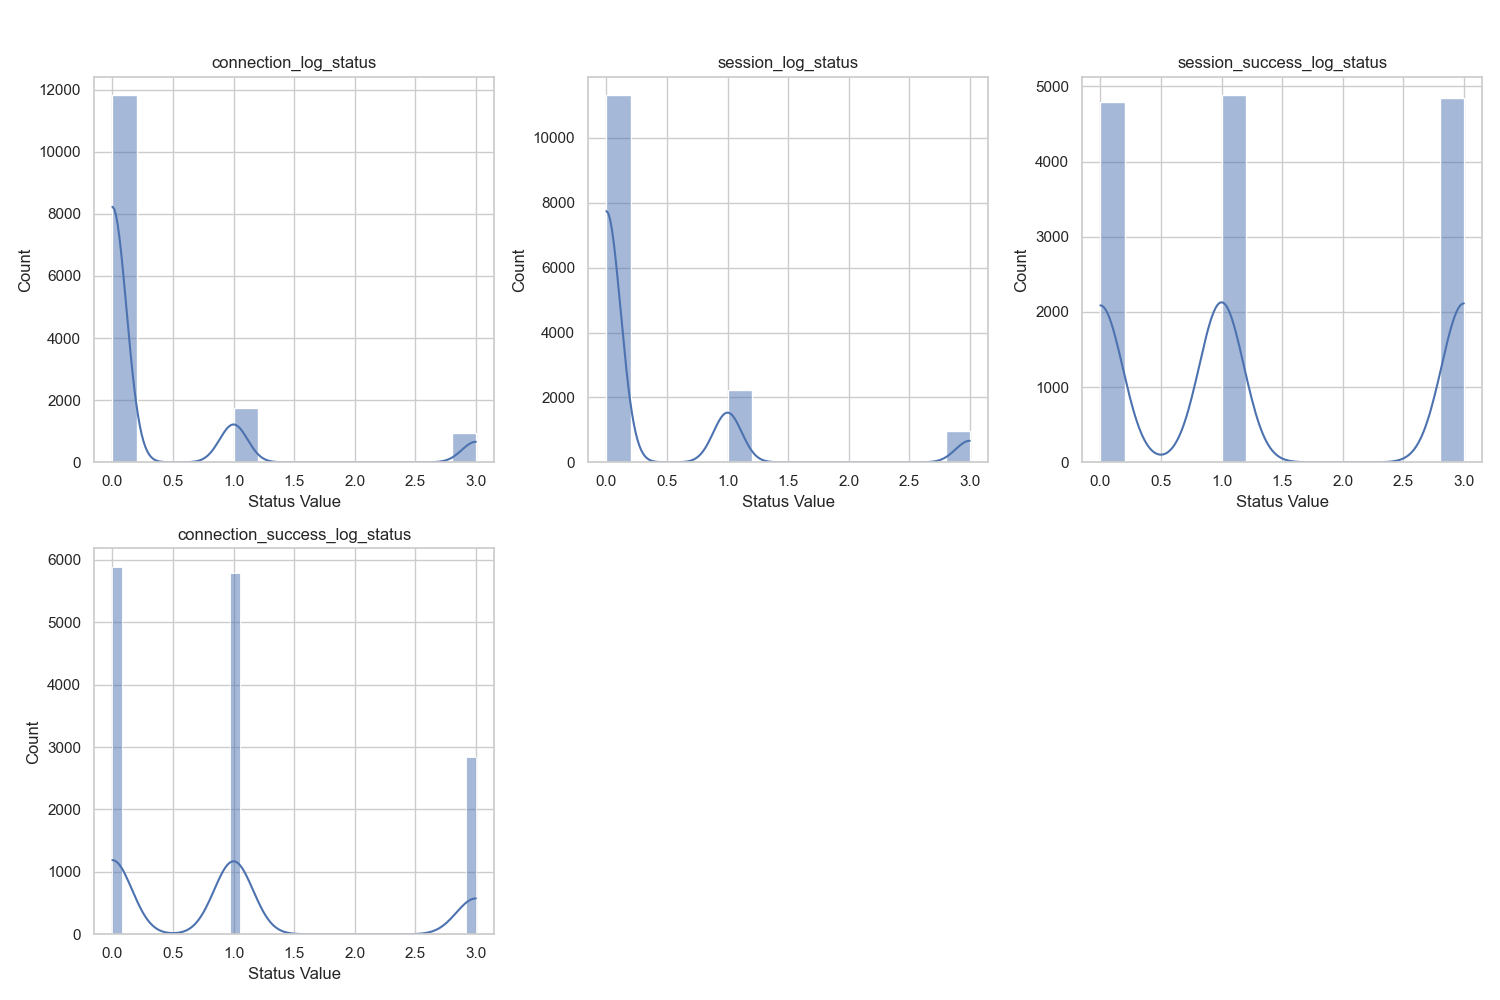 connection_log_status
12000
10000
8000
6000
4000
2000
0
Count
0.0 0.5 1.0 1.5 2.0 2.5 3.0
Status Value
session_log_status
10000
8000
6000
4000
2000
0
Count
0.0 0.5 1.0 1.5 2.0 2.5 3.0
Status Value
session_success_log_status
5000
4000
3000
2000
1000
0
Count
0.0 0.5 1.0 1.5 2.0 2.5 3.0
Status Value
connection_success_log_status
6000
5000
4000
3000
2000
1000
0
Count
0.0 0.5 1.0 1.5 2.0 2.5 3.0
Status Value